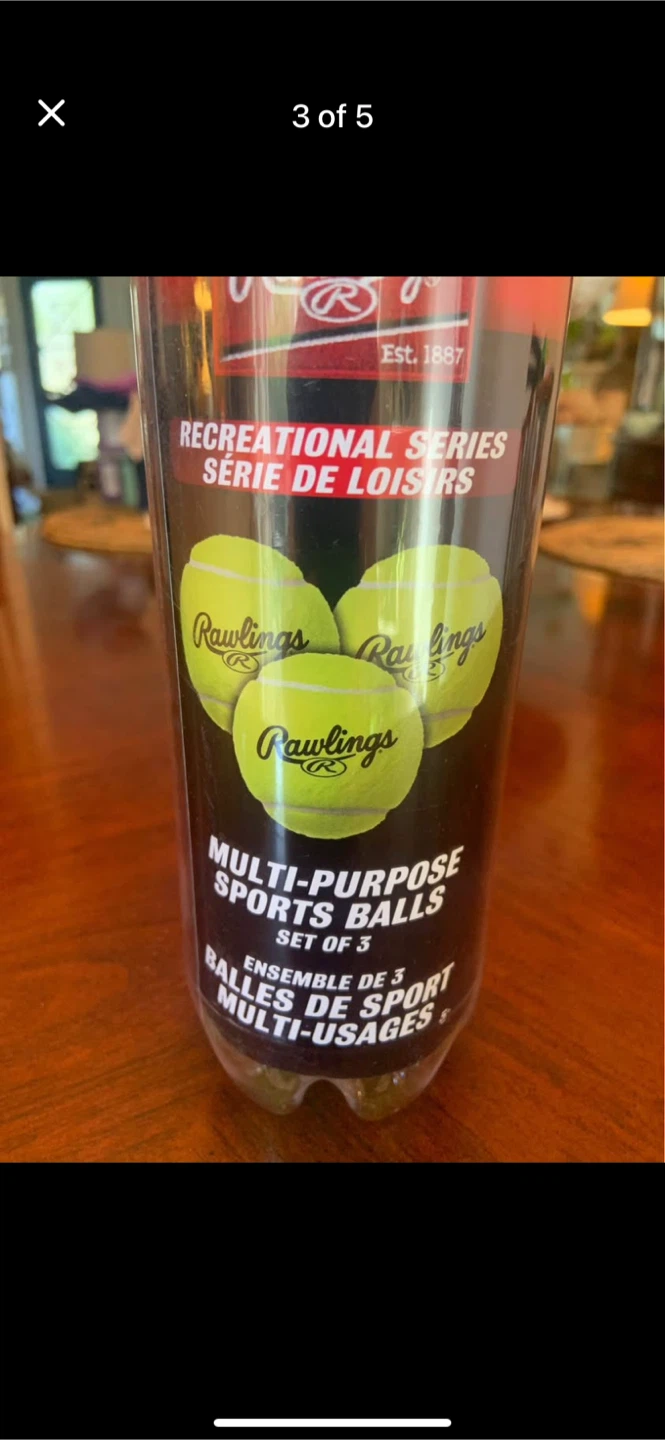 3 of 5
Est. 1887
RECREATIONAL SERIES
SÉRIE DE LOISIRS
Rawlings
R
Rawlings
R
Rawlings
R
MULTI-PURPOSE
SPORTS BALLS
SET OF 3
ENSEMBLE DE 3
BALLES DE SPORT
MULTI-USAGES